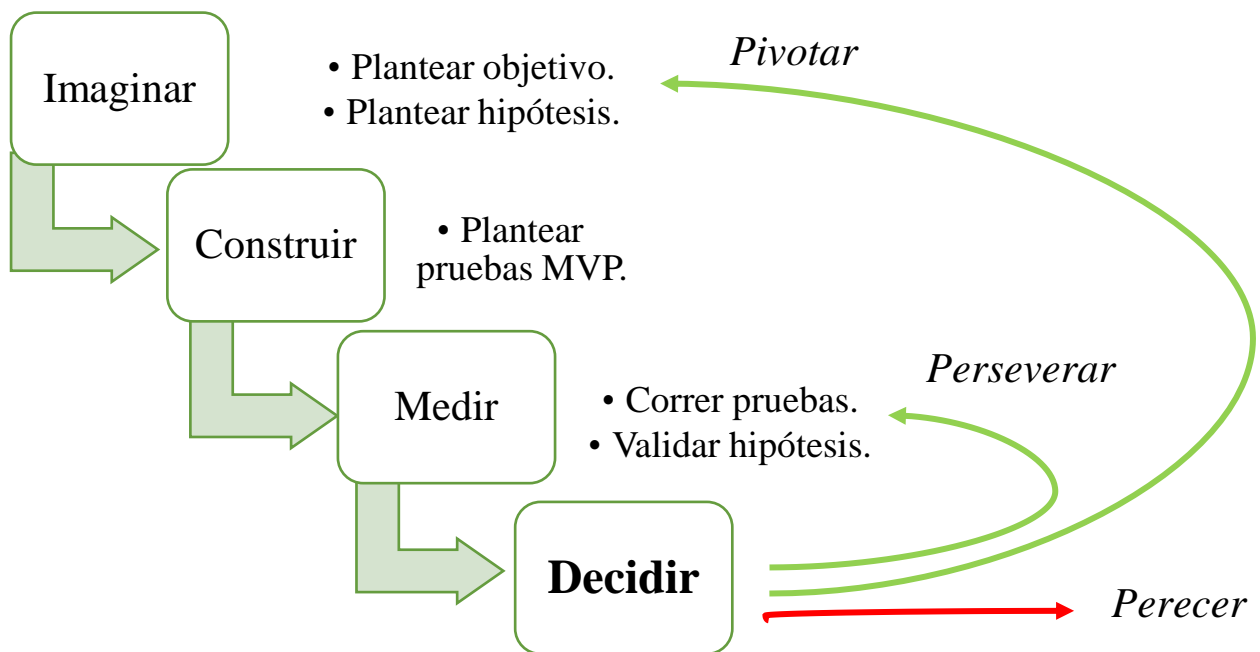 Imaginar
• Plantear objetivo.
• Plantear hipótesis.
Pivotar
Construir
• Plantear
pruebas MVP.
Medir
• Correr pruebas.
• Validar hipótesis.
Perseverar
Decidir
Perecer